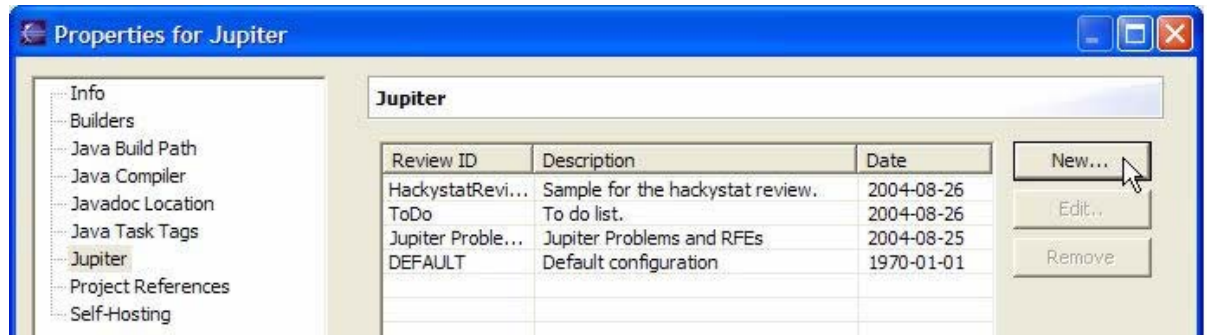 Properties for Jupiter
Info
Builders
Java Build Path
Java Compiler
Javadoc Location
Java Task Tags
Jupiter
Project References
Self-Hosting
Jupiter
Review ID Description Date
HackystatRevi... Sample for the hackystat review. 2004-08-26
ToDo To do list. 2004-08-26
Jupiter Proble... Jupiter Problems and RFEs 2004-08-25
DEFAULT Default configuration 1970-01-01
New...
Edit..
Remove